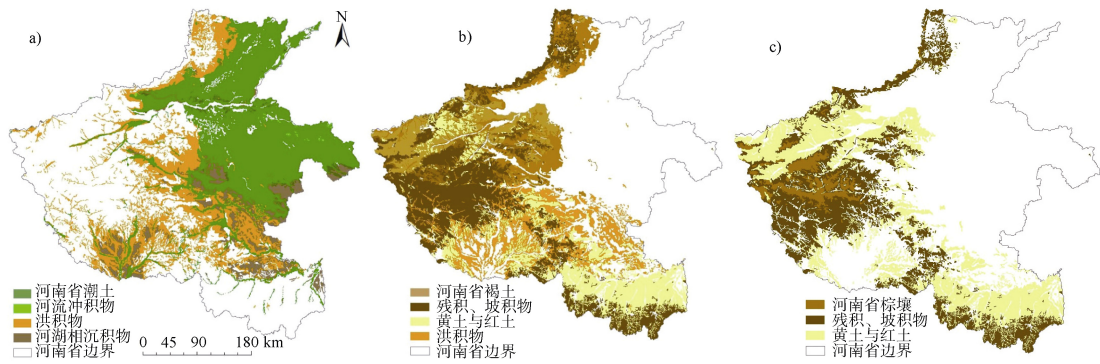 a)
N
河南省潮土
河流冲积物
洪积物
河湖相沉积物
河南省边界
0 45 90 180 km
b)
河南省褐土
残积、坡积物
黄土与红土
洪积物
河南省边界
c)
河南省棕壤
残积、坡积物
黄土与红土
河南省边界